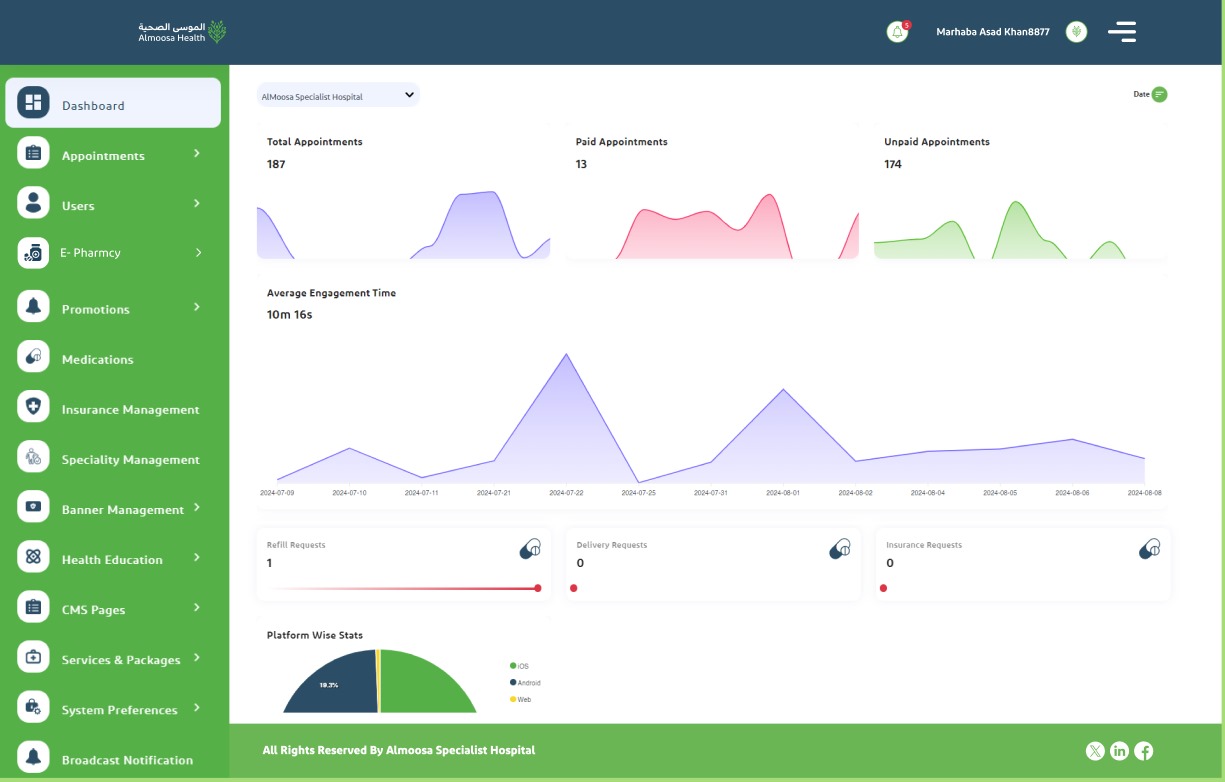 الموسى الصحية
Almoosa Health
5
Marhaba Asad Khan8877
Dashboard
Appointments
Users
E- Pharmcy
Promotions
Medications
Insurance Management
Speciality Management
Banner Management
Health Education
CMS Pages
Services & Packages
System Preferences
Broadcast Notification
AlMoosa Specialist Hospital
Date
Total Appointments
187
Paid Appointments
13
Unpaid Appointments
174
Average Engagement Time
10m 16s
2024-07-09 2024-07-10 2024-07-11 2024-07-21 2024-07-22 2024-07-25 2024-07-31 2024-08-01 2024-08-02 2024-08-04 2024-08-05 2024-08-06 2024-08-08
Refill Requests
1
Delivery Requests
0
Insurance Requests
0
Platform Wise Stats
19.3%
iOS
Android
Web
All Rights Reserved By Almoosa Specialist Hospital